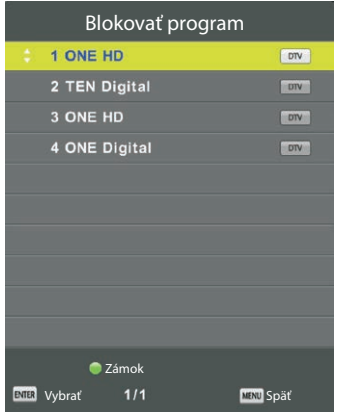 Blokovať program
1 ONE HD DTV
2 TEN Digital DTV
3 ONE HD DTV
4 ONE Digital DTV
Zámok
ENTER Vybrať 1/1 MENU Späť